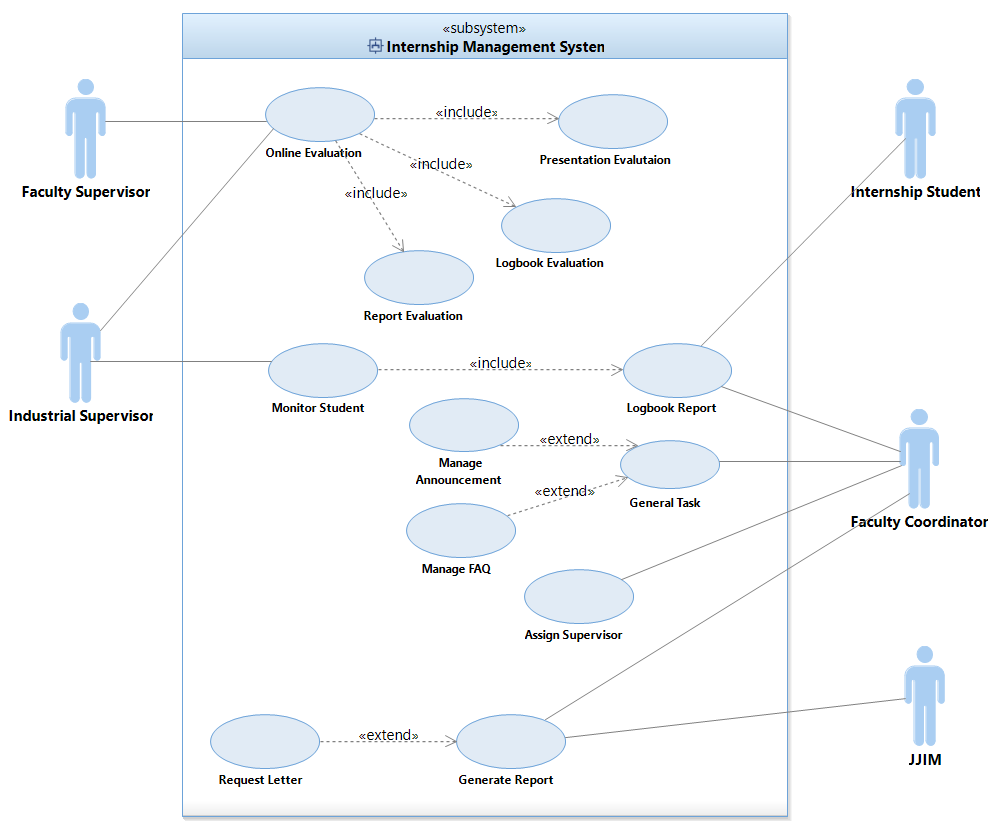 «subsystem»
Internship Management System
«include»
Online Evaluation
Presentation Evalutaion
Faculty Supervisor
Internship Student
«include»
«include»
Logbook Evaluation
Report Evaluation
«include»
Industrial Supervisor
Monitor Student
Logbook Report
«extend»
Manage
Announcement
«extend»
General Task
Faculty Coordinator
Manage FAQ
Assign Supervisor
«extend»
JJIM
Request Letter
Generate Report